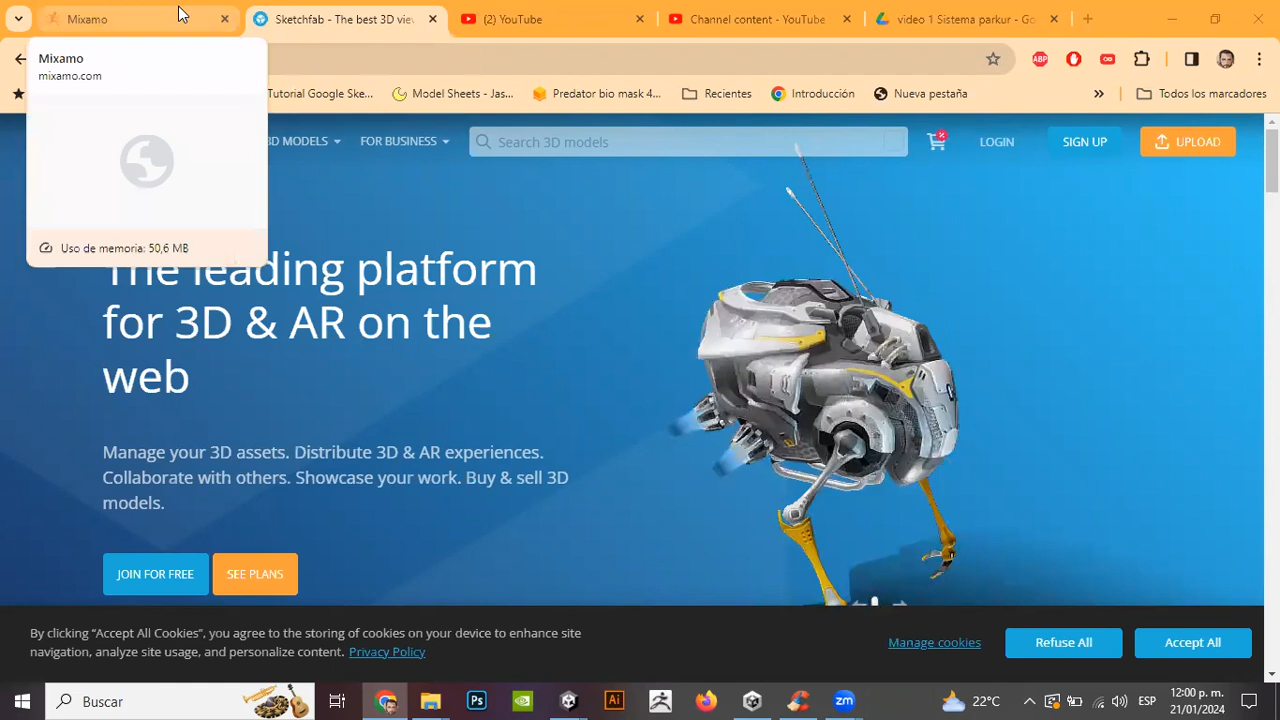 Mixamo
Sketchfab - The best 3D vie
(2) YouTube
Channel content - YouTube
video 1 Sistema parkur - Go
Mixamo
mixamo.com
Uso de memoria: 50,6 MB
ABP
Tutorial Google Ske...
Model Sheets - Jas...
Predator bio mask 4...
Recientes
Introducción
Nueva pestaña
»
Todos los marcadores
3D MODELS
FOR BUSINESS
Search 3D models
LOGIN
SIGN UP
UPLOAD
The leading platform
for 3D & AR on the
web
Manage your 3D assets. Distribute 3D & AR experiences.
Collaborate with others. Showcase your work. Buy & sell 3D
models.
JOIN FOR FREE
SEE PLANS
By clicking “Accept All Cookies”, you agree to the storing of cookies on your device to enhance site
navigation, analyze site usage, and personalize content. Privacy Policy
Manage cookies
Refuse All
Accept All
Buscar
Ps
Ai
zm
22°C
ESP
12:00 p. m.
21/01/2024